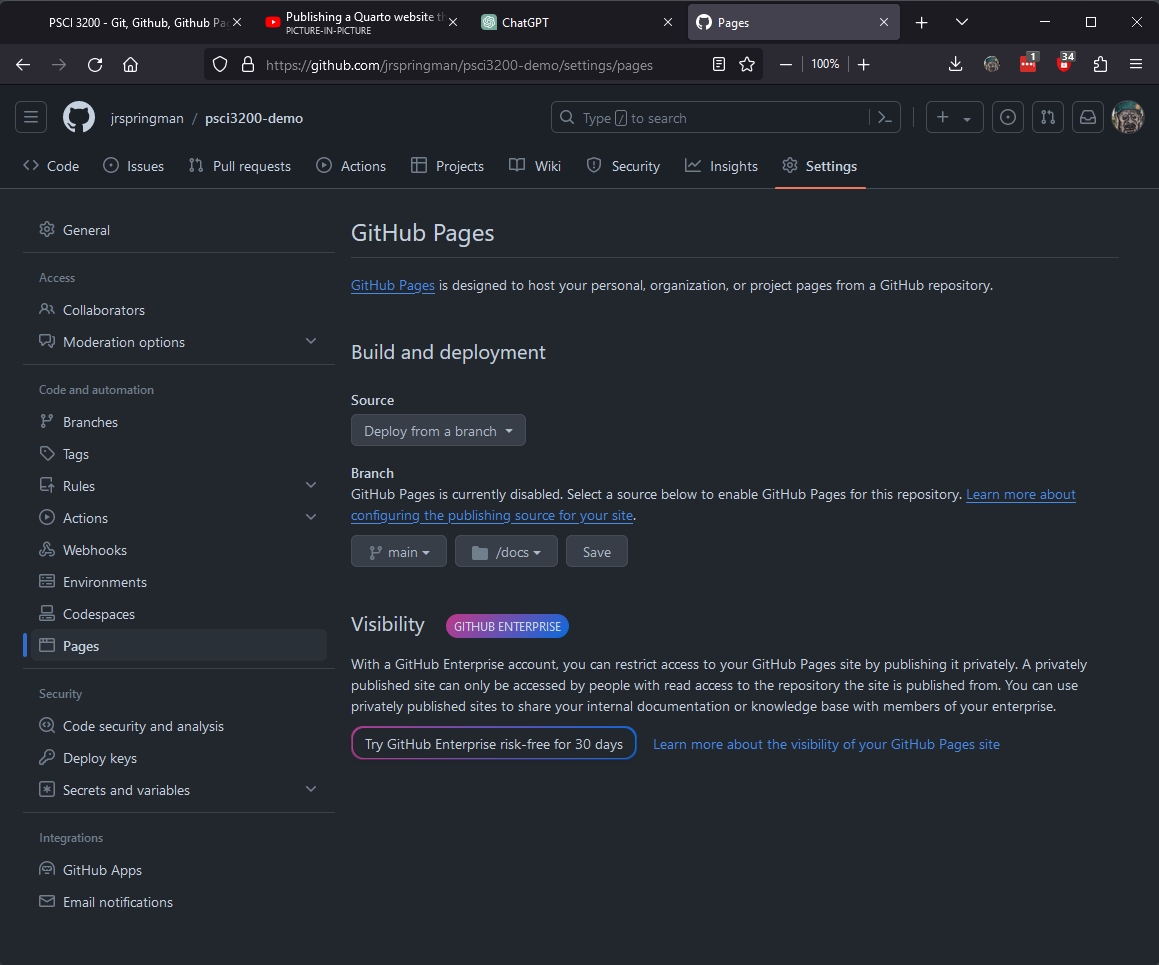 PSCI 3200 - Git, Github, Github Pa
Publishing a Quarto website th
PICTURE-IN-PICTURE
ChatGPT
Pages
https://github.com/jrspringman/psci3200-demo/settings/pages
100%
1
34
jrspringman / psci3200-demo
Type / to search
Code
Issues
Pull requests
Actions
Projects
Wiki
Security
Insights
Settings
General
Access
Collaborators
Moderation options
Code and automation
Branches
Tags
Rules
Actions
Webhooks
Environments
Codespaces
Pages
Security
Code security and analysis
Deploy keys
Secrets and variables
Integrations
GitHub Apps
Email notifications
GitHub Pages
GitHub Pages is designed to host your personal, organization, or project pages from a GitHub repository.
Build and deployment
Source
Deploy from a branch
Branch
GitHub Pages is currently disabled. Select a source below to enable GitHub Pages for this repository. Learn more about
configuring the publishing source for your site.
main
/docs
Save
Visibility
GITHUB ENTERPRISE
With a GitHub Enterprise account, you can restrict access to your GitHub Pages site by publishing it privately. A privately
published site can only be accessed by people with read access to the repository the site is published from. You can use
privately published sites to share your internal documentation or knowledge base with members of your enterprise.
Try GitHub Enterprise risk-free for 30 days
Learn more about the visibility of your GitHub Pages site